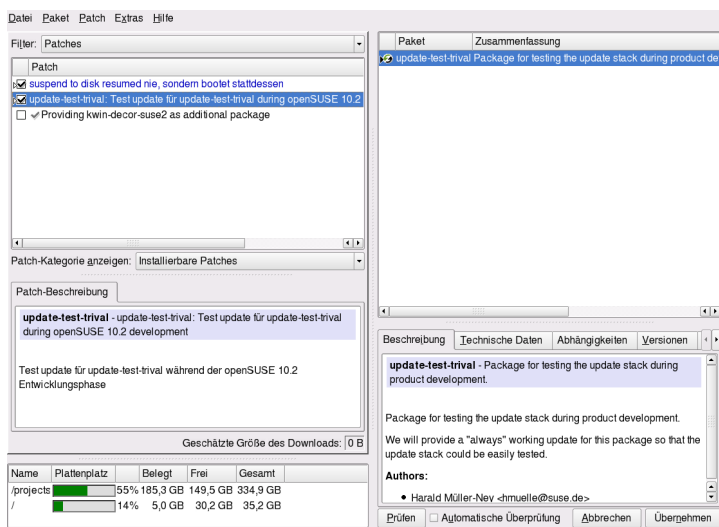 Datei Paket Patch Extras Hilfe
Filter: Patches
Patch
suspend to disk resumed nie, sondern bootet stattdessen
update-test-trival: Test update für update-test-trival during openSUSE 10.2
Providing kwin-decor-suse2 as additional package
Patch-Kategorie anzeigen: Installierbare Patches
Patch-Beschreibung
update-test-trival - update-test-trival: Test update für update-test-trival
during openSUSE 10.2 development
Test update für update-test-trival während der openSUSE 10.2
Entwicklungsphase
Geschätzte Größe des Downloads: 0 B
Name Plattenplatz Belegt Frei Gesamt
/projects 55% 185,3 GB 149,5 GB 334,9 GB
/ 14% 5,0 GB 30,2 GB 35,2 GB
Paket Zusammenfassung
update-test-trival Package for testing the update stack during product de
Beschreibung Technische Daten Abhängigkeiten Versionen
update-test-trival - Package for testing the update stack during
product development.
Package for testing the update stack during product development.
We will provide a "always" working update for this package so that the
update stack could be easily tested.
Authors:
Harald Müller-Ney <hmuelle@suse.de>
Prüfen Automatische Überprüfung Abbrechen Übernehmen